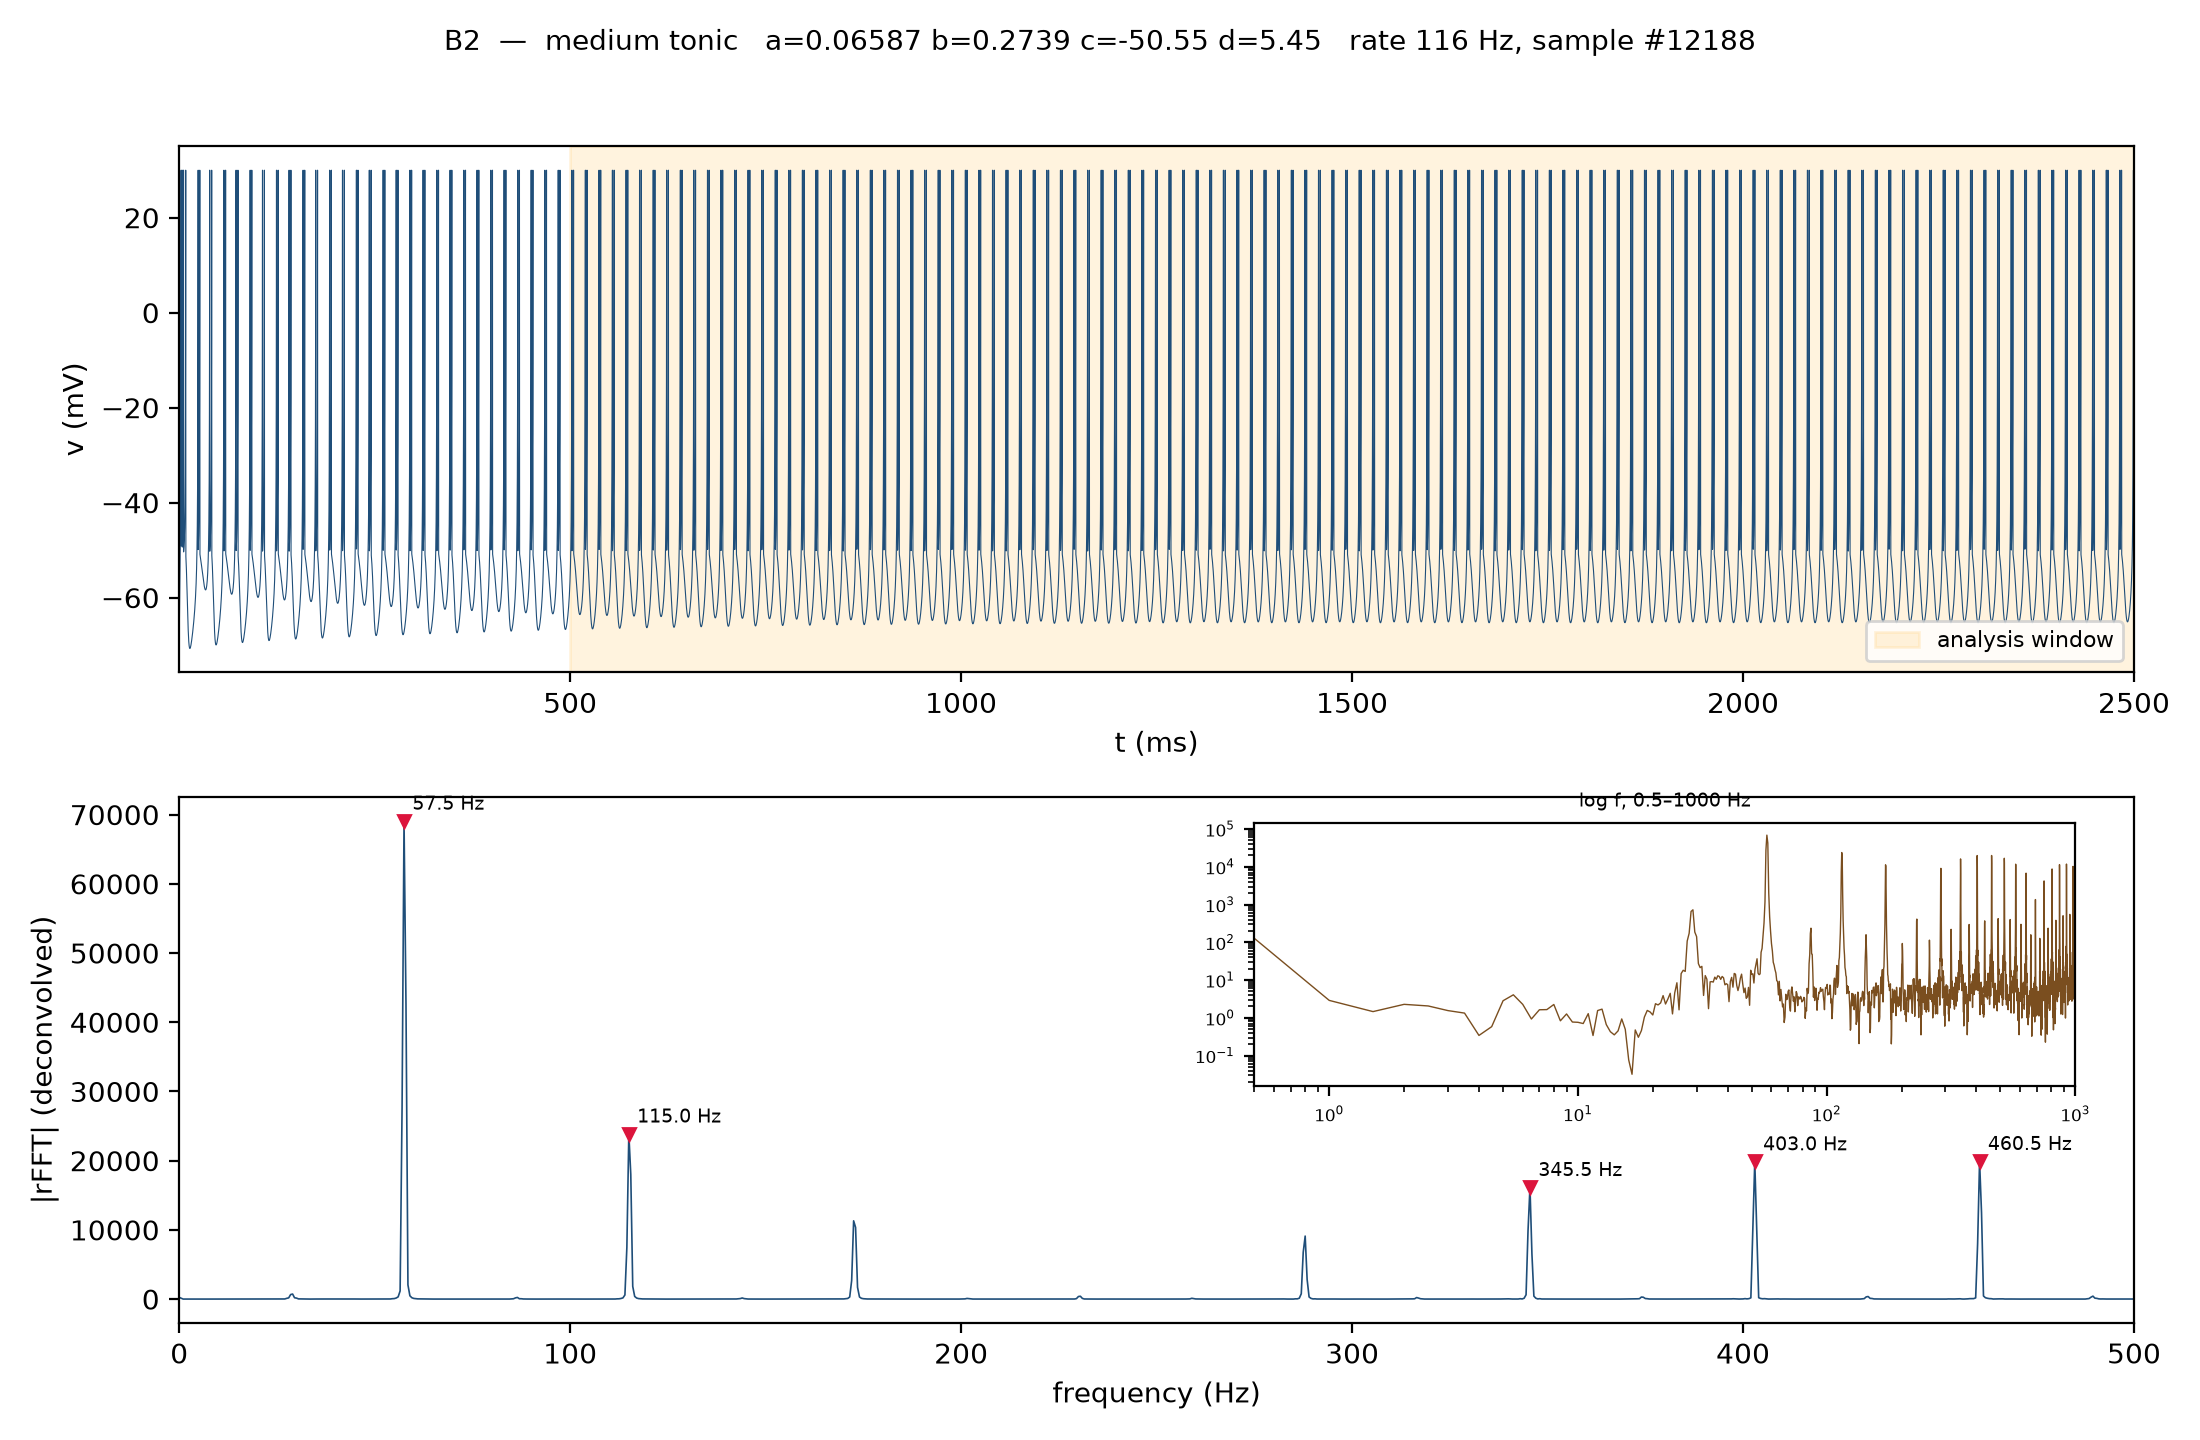 B2 — medium tonic a=0.06587 b=0.2739 c=-50.55 d=5.45 rate 116 Hz, sample #12188
20
0
−20
−40
−60
v (mV)
analysis window
500
1000
1500
2000
2500
t (ms)
70000
60000
50000
40000
30000
20000
10000
0
|rFFT| (deconvolved)
57.5 Hz
115.0 Hz
345.5 Hz
403.0 Hz
460.5 Hz
log f, 0.5–1000 Hz
10⁵
10⁴
10³
10²
10¹
10⁰
10⁻¹
10⁰
10¹
10²
10³
0
100
200
300
400
500
frequency (Hz)